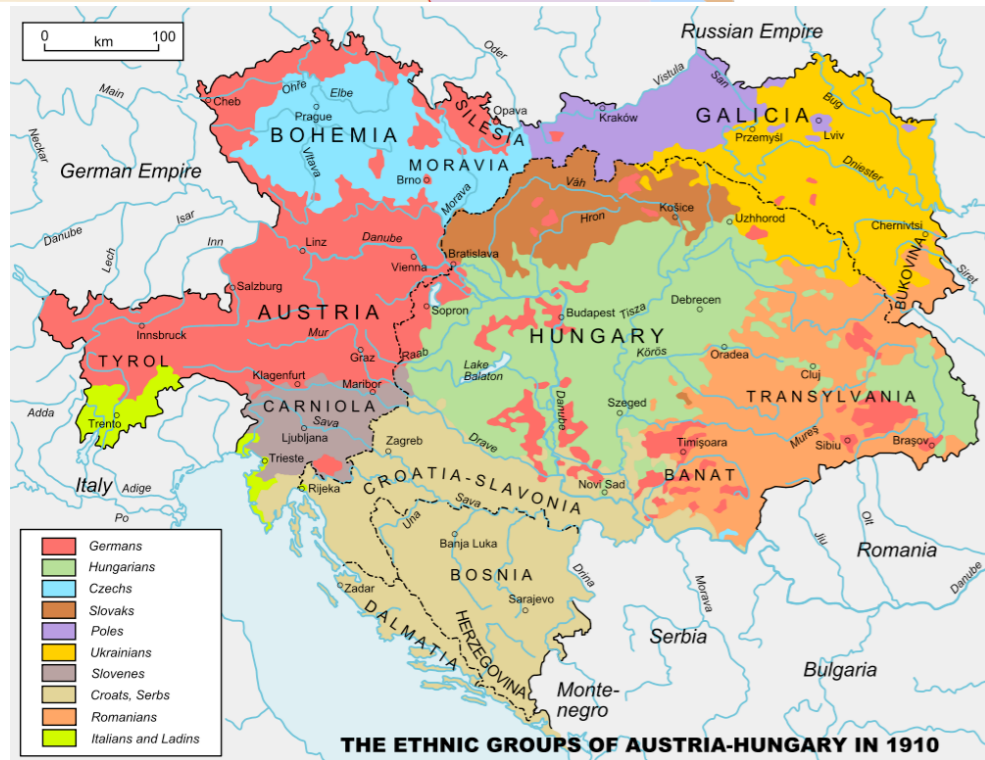 0 100
km
Russian Empire
Oder
Vistula
San
Bug
Main
Ohře
Elbe
Cheb
Prague
Opava
SILESIA
Kraków
GALICIA
Lviv
Przemyśl
Neckar
BOHEMIA
Vltava
MORAVIA
Brno
Morava
Dniester
German Empire
Váh
Hron
Košice
Uzhhorod
Chernivtsi
BUKOVINA
Siret
Danube
Lech
Isar
Inn
Linz
Danube
Vienna
Bratislava
Salzburg
AUSTRIA
Sopron
Budapest
Tisza
Debrecen
Innsbruck
Mur
HUNGARY
TYROL
Graz
Raab
Körös
Oradea
Cluj
Klagenfurt
Maribor
Lake
Balaton
TRANSYLVANIA
Adda
Trento
CARNIOLA
Sava
Ljubljana
Drave
Danube
Szeged
Mureș
Trieste
Zagreb
Timişoara
Sibiu
Braşov
Italy
Adige
Po
Rijeka
CROATIA-SLAVONIA
Sava
Novi Sad
BANAT
Una
Banja Luka
Drina
Jiu
Olt
Romania
Danube
BOSNIA
Zadar
Sarajevo
Morava
DALMATIA
HERZEGOVINA
Serbia
Bulgaria
Monte-
negro
Germans
Hungarians
Czechs
Slovaks
Poles
Ukrainians
Slovenes
Croats, Serbs
Romanians
Italians and Ladins
THE ETHNIC GROUPS OF AUSTRIA-HUNGARY IN 1910